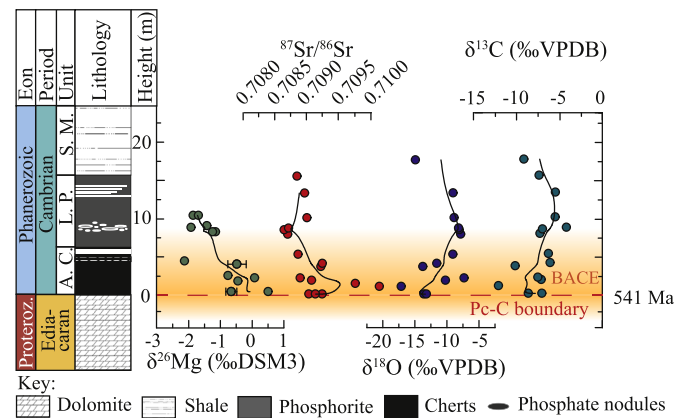 Eon
Period
Unit
Lithology
Height (m)
87Sr/86Sr
0.7080
0.7085
0.7090
0.7095
0.7100
δ13C (‰VPDB)
-15 -10 -5 0
Phanerozoic
Cambrian
S. M.
L. P.
A. C.
Proteroz.
Edia-
caran
20
10
0
BACE
541 Ma
Pc-C boundary
-3 -2 -1 0 1
-20 -15 -10 -5
δ26Mg (‰DSM3)
δ18O (‰VPDB)
Key:
Dolomite Shale Phosphorite Cherts Phosphate nodules